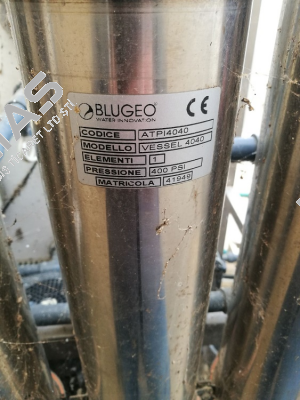 BLUGEO
WATER INNOVATION
CE
CODICE ATPI4040
MODELLO VESSEL 4040
ELEMENTI 1
PRESSIONE 400 PSI
MATRICOLA 41949